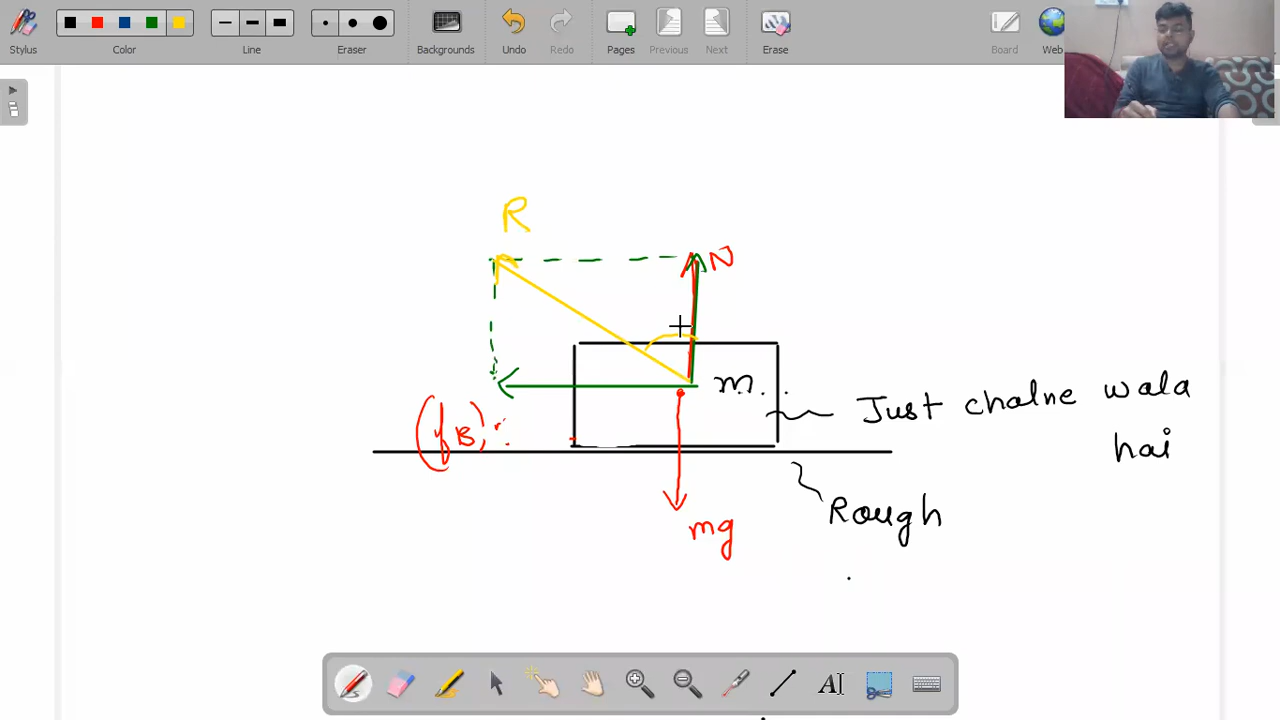 Stylus
Color
Line
Eraser
Backgrounds
Undo
Redo
Pages
Previous
Next
Erase
Board
Web
R
N
m
Just chalne wala
hai
mg
Rough